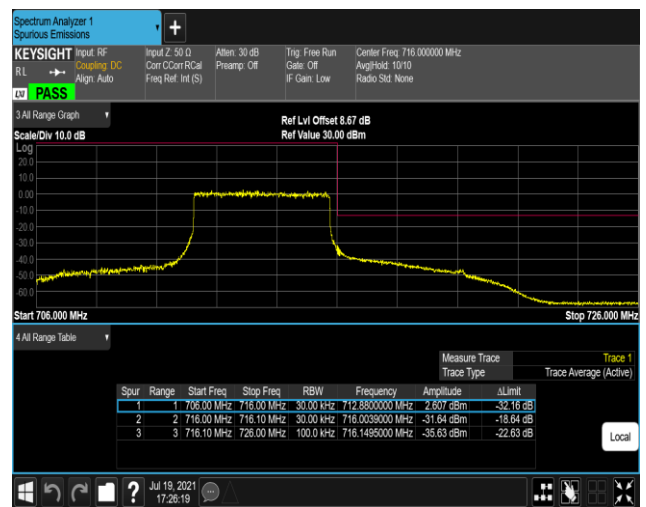 Spectrum Analyzer 1
Spurious Emissions
KEYSIGHT Input: RF Input Z: 50 Ω Atten: 30 dB Trig: Free Run Center Freq: 716.000000 MHz
RL Coupling: DC Corr CCorr RCal Preamp: Off Gate: Off Avg|Hold: 10/10
Align: Auto Freq Ref: Int (S) IF Gain: Low Radio Std: None
LXI PASS
3 All Range Graph
Ref Lvl Offset 8.67 dB
Scale/Div 10.0 dB Ref Value 30.00 dBm
Log
20.0
10.0
0.00
-10.0
-20.0
-30.0
-40.0
-50.0
-60.0
Start 706.000 MHz Stop 726.000 MHz
4 All Range Table
Measure Trace Trace 1
Trace Type Trace Average (Active)
Spur Range Start Freq Stop Freq RBW Frequency Amplitude ΔLimit
1 1 706.00 MHz 716.00 MHz 30.00 kHz 712.8800000 MHz 2.607 dBm -32.16 dB
2 2 716.00 MHz 716.10 MHz 30.00 kHz 716.0039000 MHz -31.64 dBm -18.64 dB
3 3 716.10 MHz 726.00 MHz 100.0 kHz 716.1495000 MHz -35.63 dBm -22.63 dB
Local
? Jul 19, 2021
17:26:19